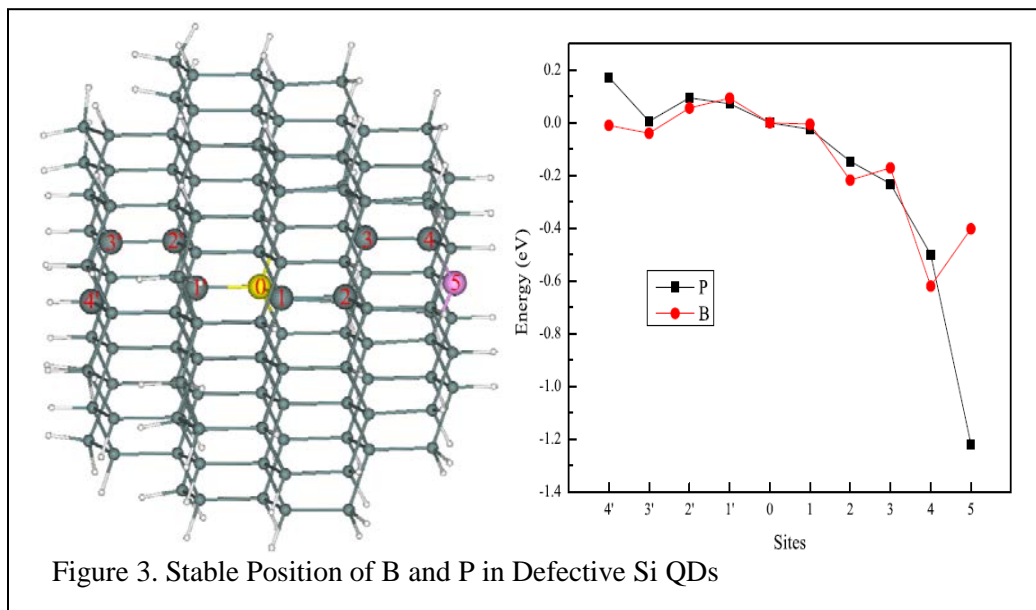 3' 2' 3 4
4' 1' 0 1 2 5
0.2
0.0
-0.2
-0.4
-0.6
-0.8
-1.0
-1.2
-1.4
Energy (eV)
P
B
4' 3' 2' 1' 0 1 2 3 4 5
Sites
Figure 3. Stable Position of B and P in Defective Si QDs